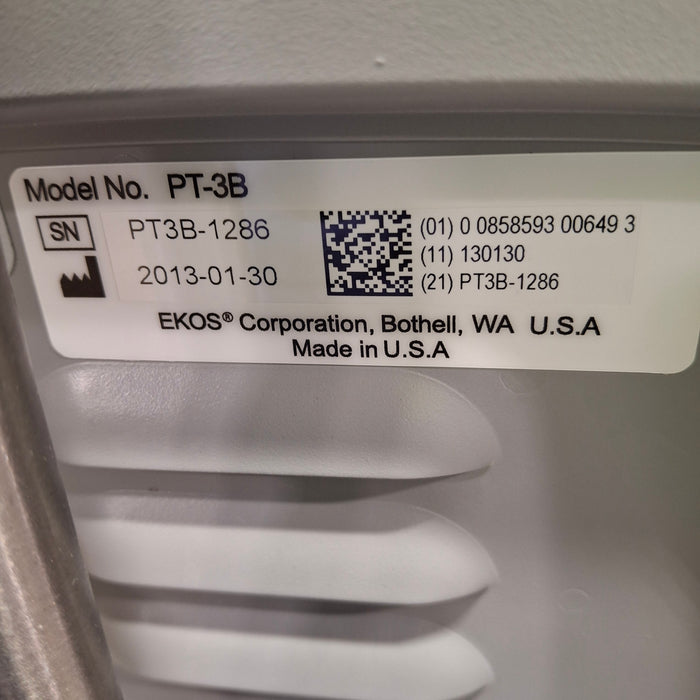 Model No. PT-3B
SN PT3B-1286
2013-01-30
(01) 0 0858593 00649 3
(11) 130130
(21) PT3B-1286
EKOS® Corporation, Bothell, WA U.S.A
Made in U.S.A